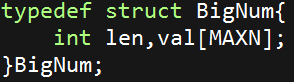 typedef struct BigNum{
    int len,val[MAXN];
}BigNum;